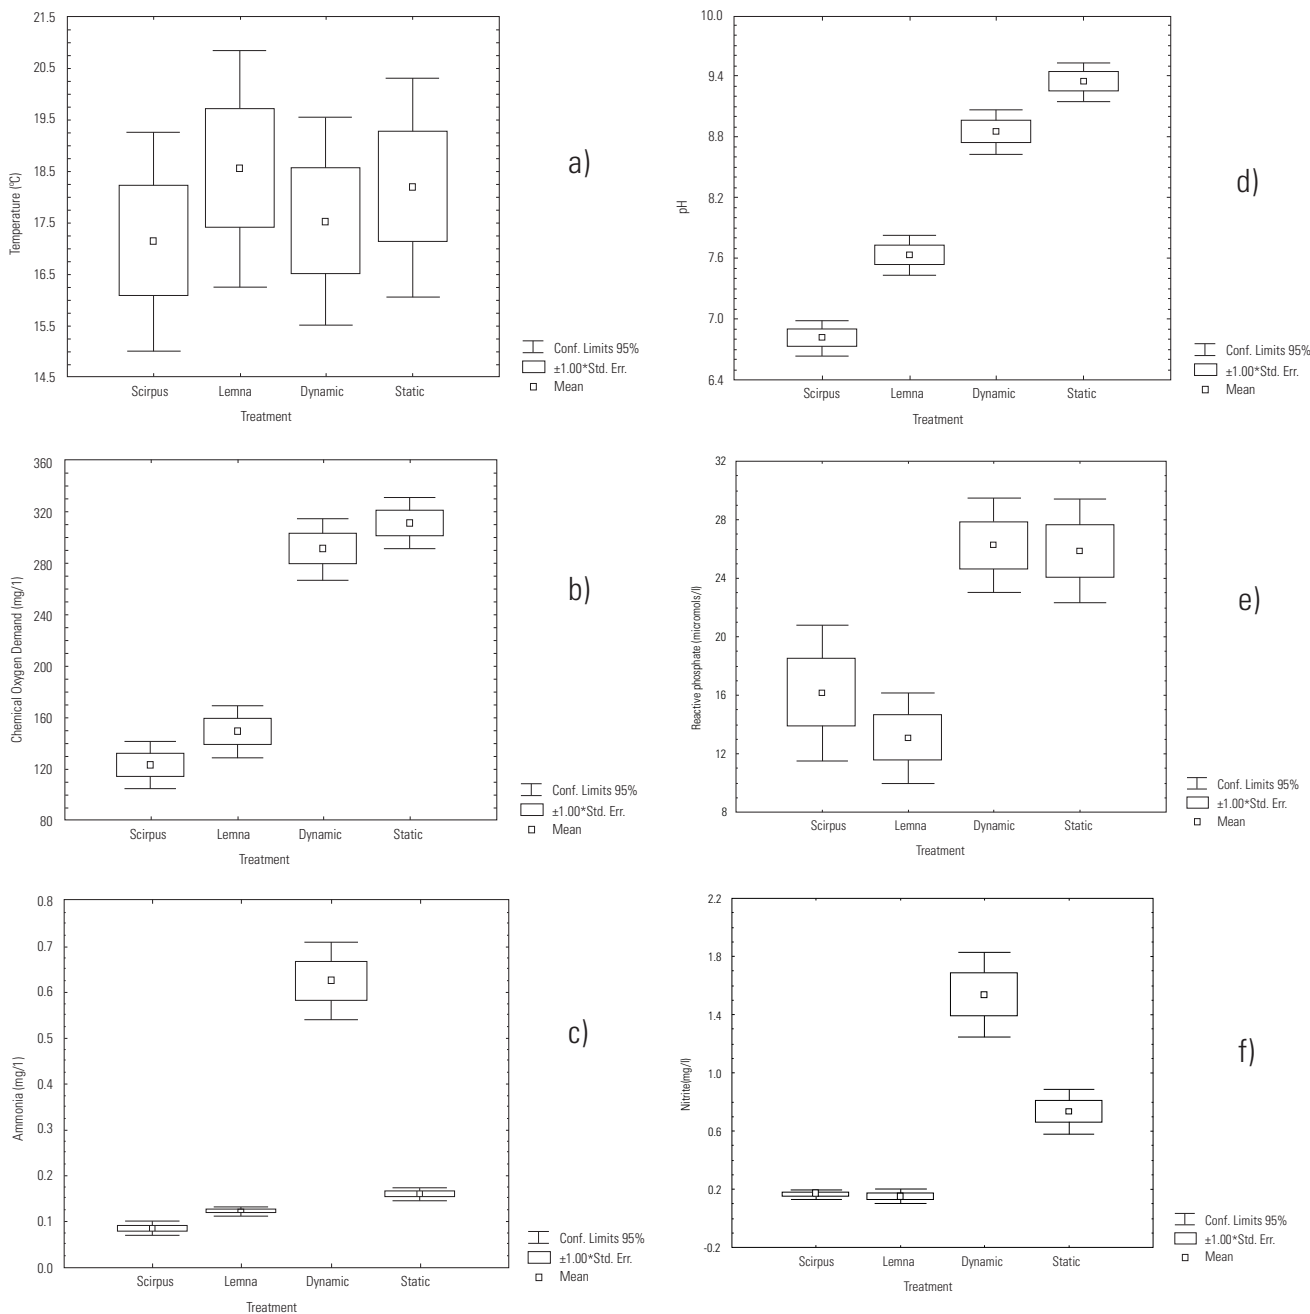 21.5
20.5
19.5
18.5
17.5
16.5
15.5
14.5
Temperature (ºC)
Scirpus Lemna Dynamic Static
Treatment
a)
Conf. Limits 95%
±1.00*Std. Err.
Mean
10.0
9.4
8.8
8.2
7.6
7.0
6.4
pH
Scirpus Lemna Dynamic Static
Treatment
d)
Conf. Limits 95%
±1.00*Std. Err.
Mean
360
320
280
240
200
160
120
80
Chemical Oxygen Demand (mg/1)
Scirpus Lemna Dynamic Static
Treatment
b)
Conf. Limits 95%
±1.00*Std. Err.
Mean
32
28
24
20
16
12
8
Reactive phosphate (micromols/l)
Scirpus Lemna Dynamic Static
Treatment
e)
Conf. Limits 95%
±1.00*Std. Err.
Mean
0.8
0.7
0.6
0.5
0.4
0.3
0.2
0.1
0.0
Ammonia (mg/1)
Scirpus Lemna Dynamic Static
Treatment
c)
Conf. Limits 95%
±1.00*Std. Err.
Mean
2.2
1.8
1.4
1.0
0.6
0.2
-0.2
Nitrite(mg/l)
Scirpus Lemna Dynamic Static
Treatment
f)
Conf. Limits 95%
±1.00*Std. Err.
Mean